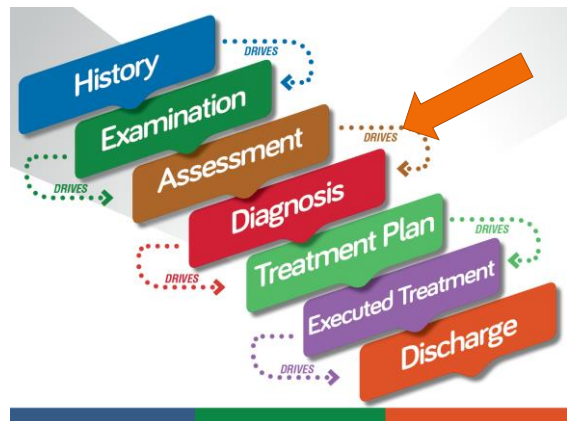 History
DRIVES
Examination
DRIVES
Assessment
DRIVES
Diagnosis
DRIVES
Treatment Plan
DRIVES
Executed Treatment
DRIVES
Discharge